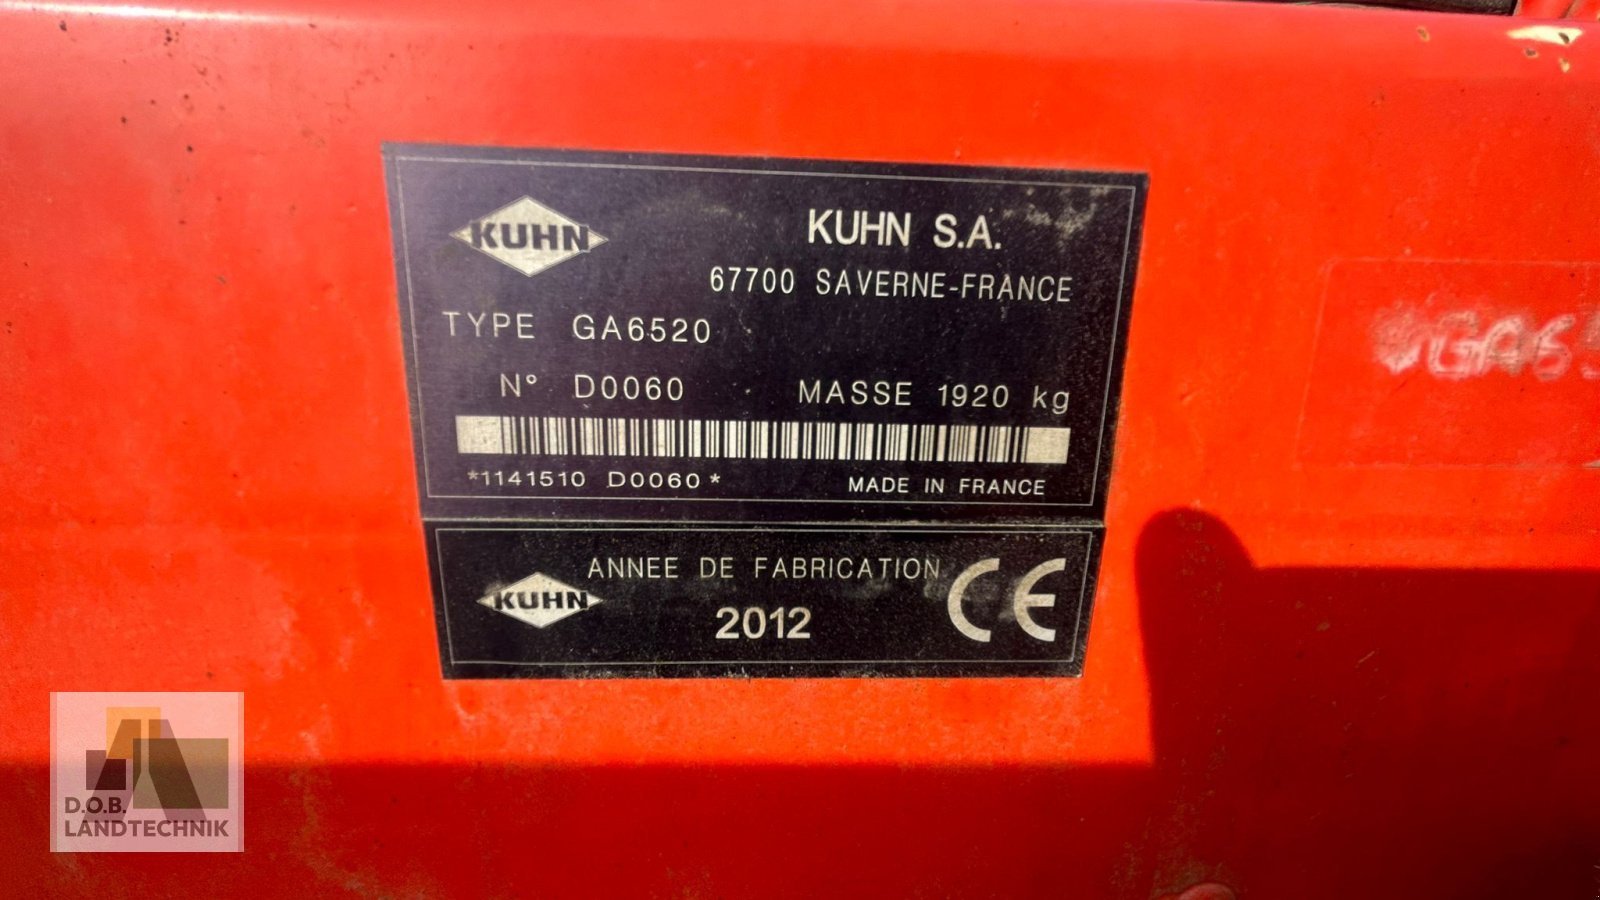 KUHN
KUHN S.A.
67700 SAVERNE-FRANCE
TYPE GA6520
N° D0060 MASSE 1920 kg
*1141510 D0060*
MADE IN FRANCE
KUHN
ANNEE DE FABRICATION
2012
CE
GA65
D.O.B.
LANDTECHNIK